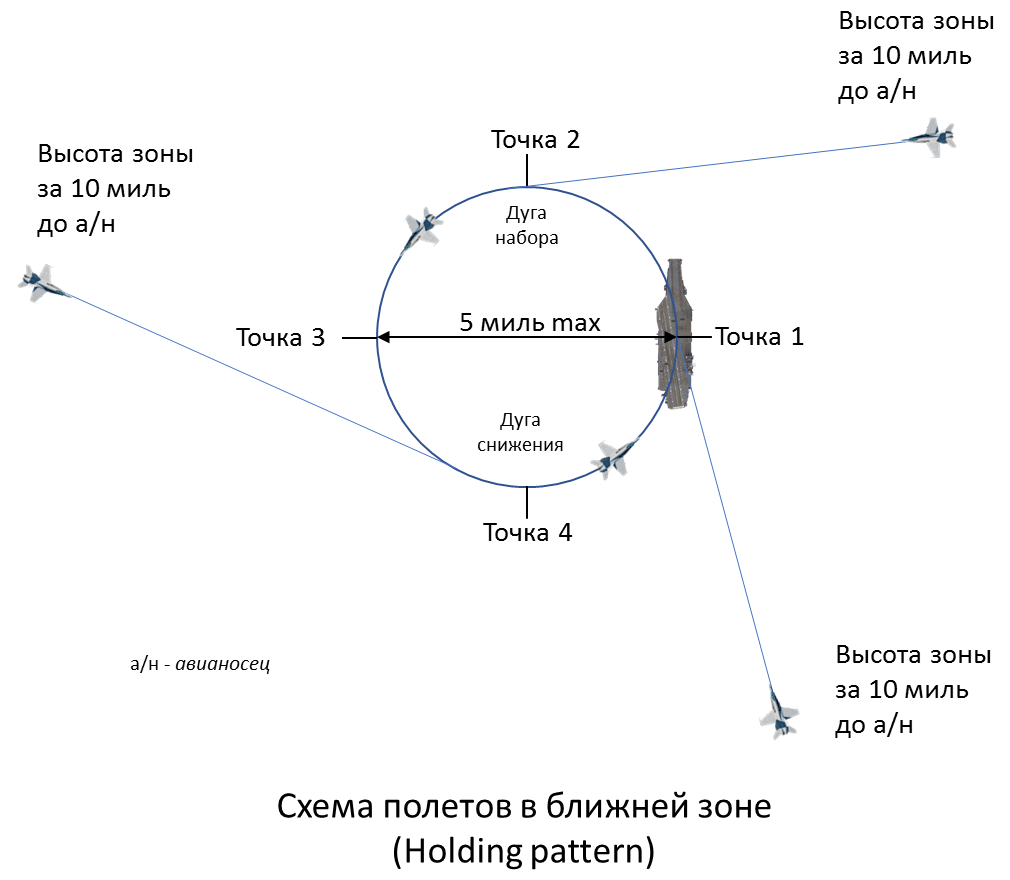 Высота зоны
за 10 миль
до а/н
Точка 2
Высота зоны
за 10 миль
до а/н
Дуга
набора
Точка 3
5 миль max
Точка 1
Дуга
снижения
Точка 4
а/н - авианосец
Высота зоны
за 10 миль
до а/н
Схема полетов в ближней зоне
(Holding pattern)